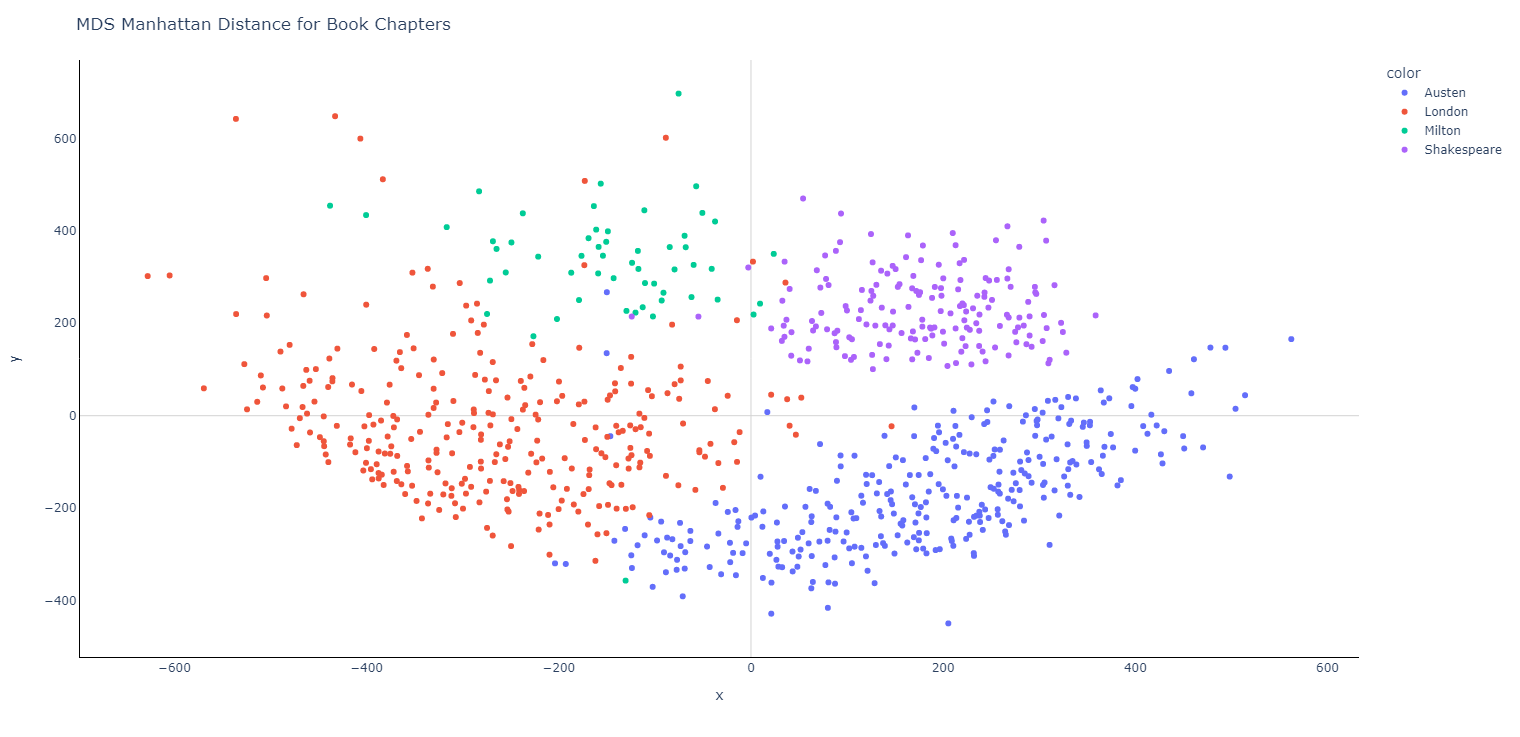 MDS Manhattan Distance for Book Chapters
color
Austen
London
Milton
Shakespeare
600
400
200
0
−200
−400
y
−600
−400
−200
0
200
400
600
x